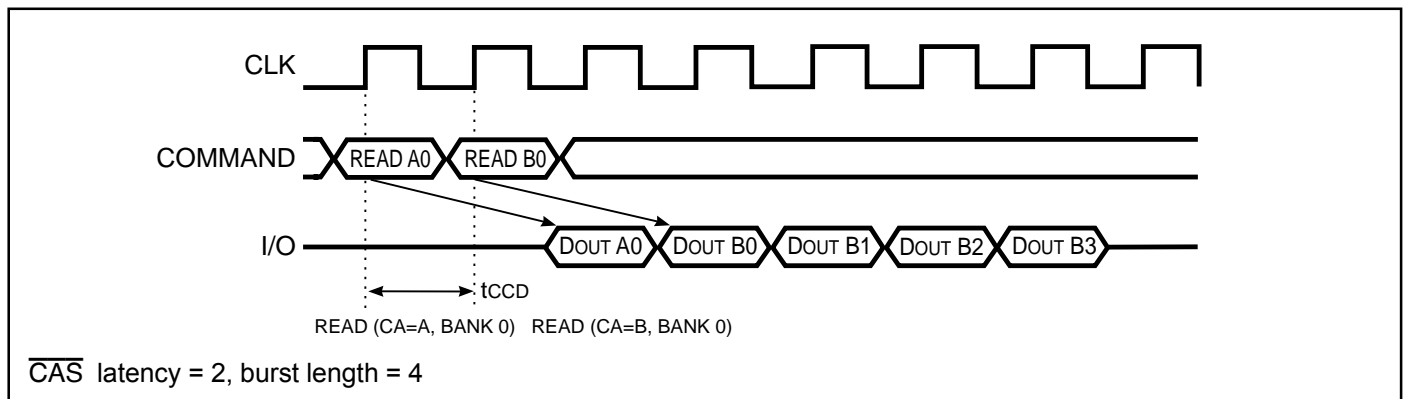 CLK
COMMAND READ A0 READ B0
I/O DOUT A0 DOUT B0 DOUT B1 DOUT B2 DOUT B3
tCCD
READ (CA=A, BANK 0) READ (CA=B, BANK 0)
C̅A̅S̅ latency = 2, burst length = 4